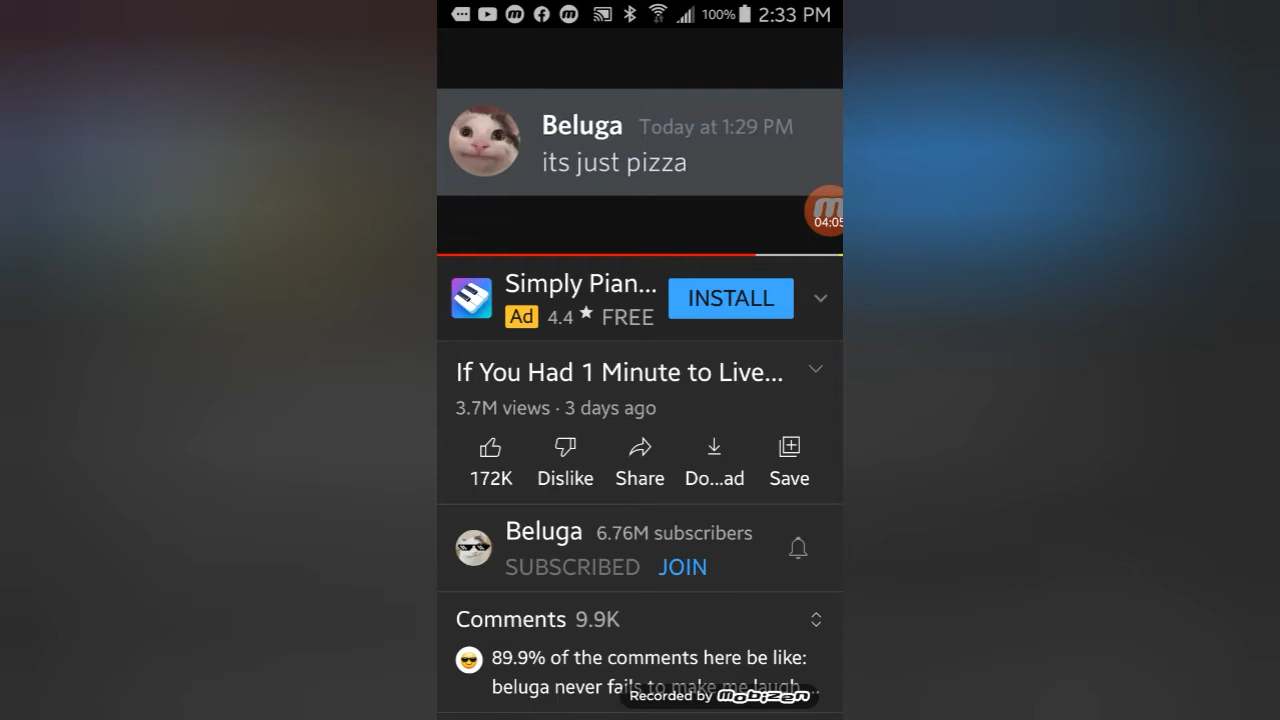 100% 2:33 PM
Beluga Today at 1:29 PM
its just pizza
04:05
Simply Pian... INSTALL
Ad 4.4 ★ FREE
If You Had 1 Minute to Live...
3.7M views · 3 days ago
172K Dislike Share Do...ad Save
Beluga 6.76M subscribers
SUBSCRIBED JOIN
Comments 9.9K
89.9% of the comments here be like:
beluga never fails to make me laugh...
Recorded by mobizen